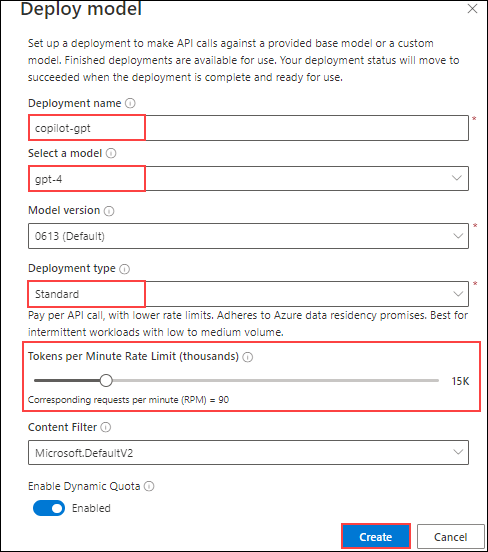 Deploy model
Set up a deployment to make API calls against a provided base model or a custom
model. Finished deployments are available for use. Your deployment status will move to
succeeded when the deployment is complete and ready for use.
Deployment name
copilot-gpt
*
Select a model
gpt-4
Model version
*
0613 (Default)
Deployment type
*
Standard
Pay per API call, with lower rate limits. Adheres to Azure data residency promises. Best for
intermittent workloads with low to medium volume.
Tokens per Minute Rate Limit (thousands)
15K
Corresponding requests per minute (RPM) = 90
Content Filter
Microsoft.DefaultV2
Enable Dynamic Quota
Enabled
Create Cancel